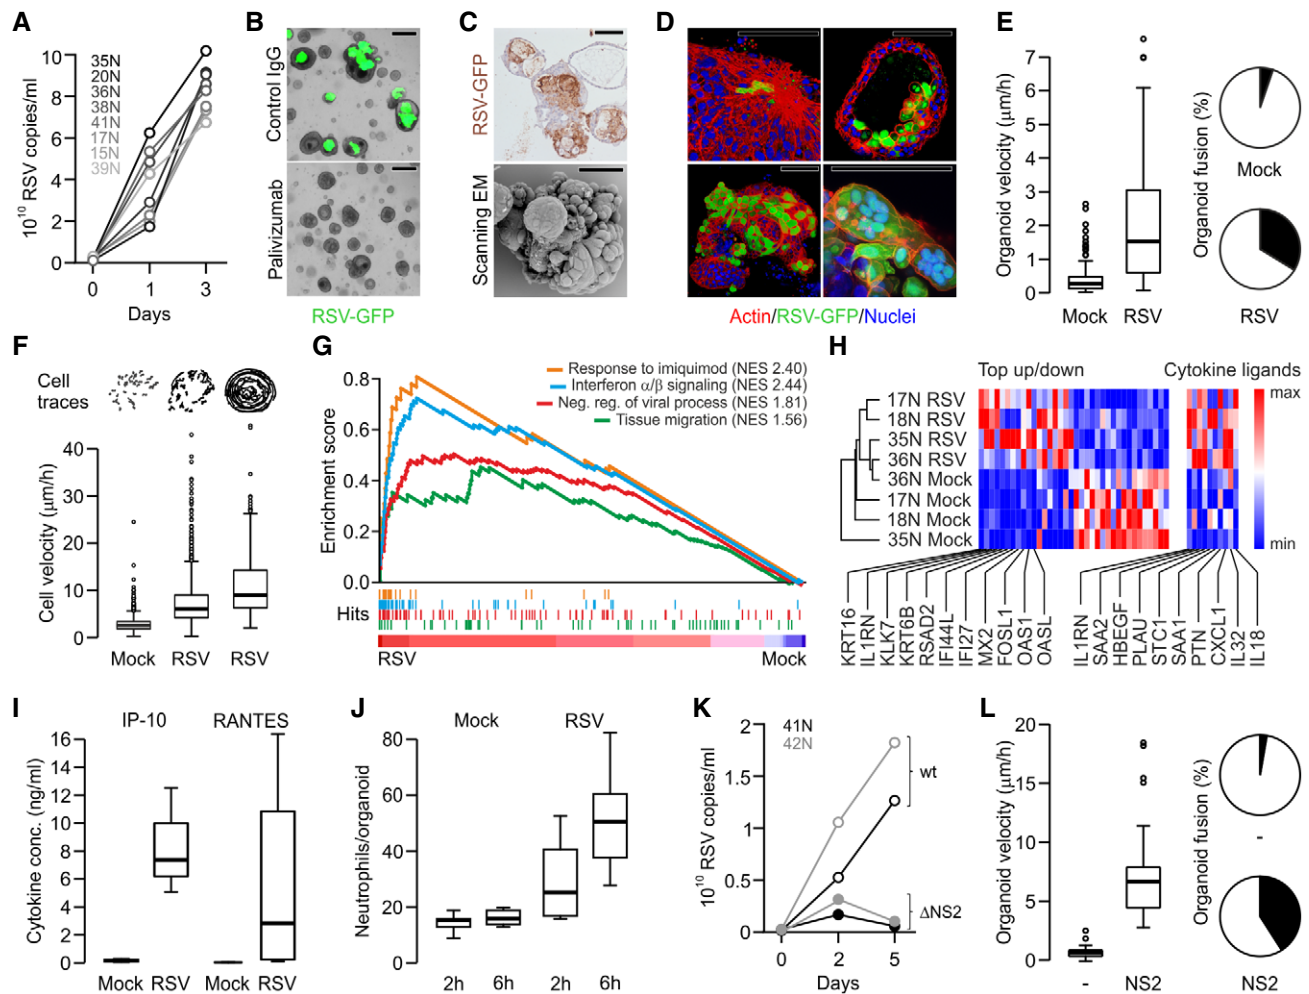 A
10¹⁰ RSV copies/ml
10
8
6
4
2
0
35N
20N
36N
38N
41N
17N
15N
39N
0 1 3
Days
B
Control IgG
Palivizumab
RSV-GFP
C
RSV-GFP
Scanning EM
D
Actin/RSV-GFP/Nuclei
E
Organoid velocity (µm/h)
7
6
5
4
3
2
1
0
Mock RSV
Organoid fusion (%)
Mock
RSV
F
Cell traces
Cell velocity (µm/h)
40
30
20
10
0
Mock RSV RSV
G
Response to imiquimod (NES 2.40)
Interferon α/β signaling (NES 2.44)
Neg. reg. of viral process (NES 1.81)
Tissue migration (NES 1.56)
Enrichment score
0.8
0.6
0.4
0.2
0.0
Hits
RSV Mock
H
Top up/down Cytokine ligands
17N RSV
18N RSV
35N RSV
36N RSV
36N Mock
17N Mock
18N Mock
35N Mock
max
min
KRT16
IL1RN
KLK7
KRT6B
RSAD2
IFI44L
IFI27
MX2
FOSL1
OAS1
OASL
IL1RN
SAA2
HBEGF
PLAU
STC1
SAA1
PTN
CXCL1
IL32
IL18
I
IP-10 RANTES
Cytokine conc. (ng/ml)
16
14
12
10
8
6
4
2
0
Mock RSV Mock RSV
J
Mock RSV
Neutrophils/organoid
80
60
40
20
0
2h 6h 2h 6h
K
10¹⁰ RSV copies/ml
2
1.5
1
0.5
0
41N
42N
wt
ΔNS2
0 2 5
Days
L
Organoid velocity (µm/h)
20
15
10
5
0
- NS2
Organoid fusion (%)
-
NS2